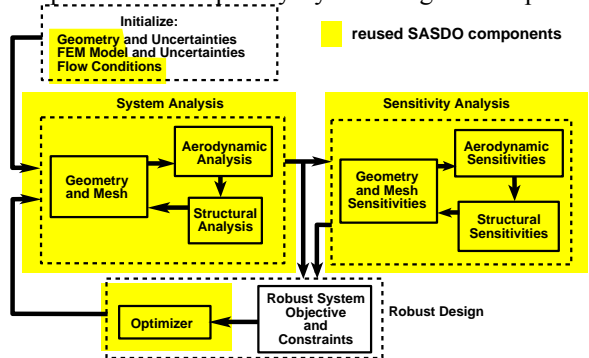 Initialize:
Geometry and Uncertainties
FEM Model and Uncertainties
Flow Conditions
reused SASDO components
System Analysis
Geometry
and Mesh
Aerodynamic
Analysis
Structural
Analysis
Sensitivity Analysis
Geometry
and Mesh
Sensitivities
Aerodynamic
Sensitivities
Structural
Sensitivities
Optimizer
Robust System
Objective
and
Constraints
Robust Design